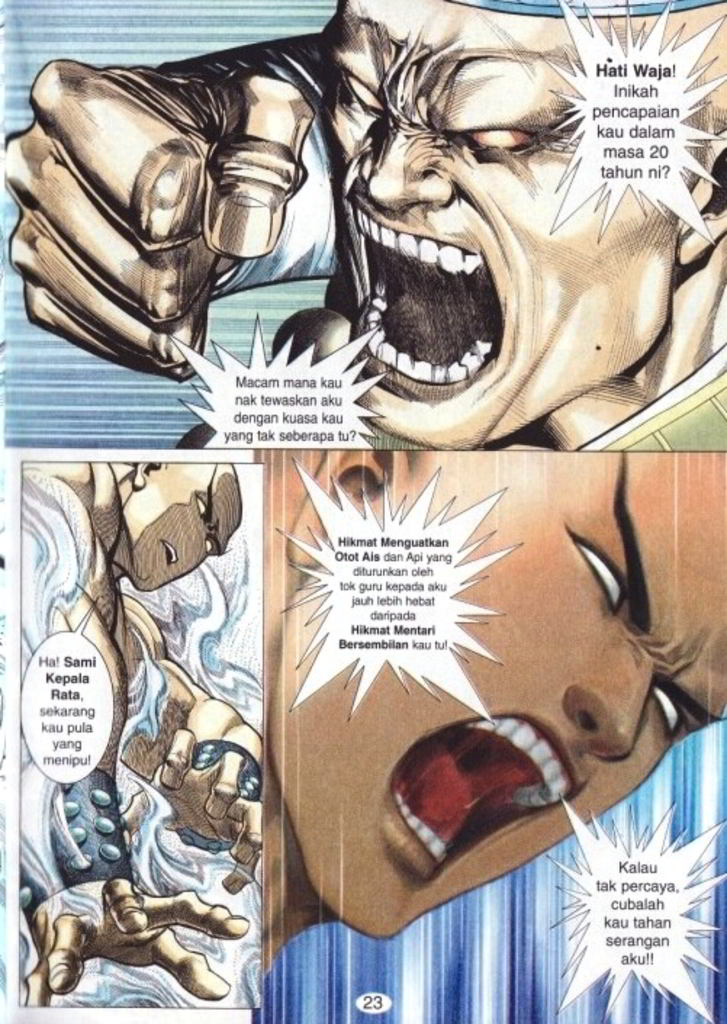 Hati Waja!
Inikah
pencapaian
kau dalam
masa 20
tahun ni?
Macam mana kau
nak tewaskan aku
dengan kuasa kau
yang tak seberapa tu?
Ha! Sami
Kepala
Rata,
sekarang
kau pula
yang
menipu!
Hikmat Menguatkan
Otot Ais dan Api yang
diturunkan oleh
tok guru kepada aku
jauh lebih hebat
daripada
Hikmat Mentari
Bersembilan kau tu!
Kalau
tak percaya,
cubalah
kau tahan
serangan
aku!!
23